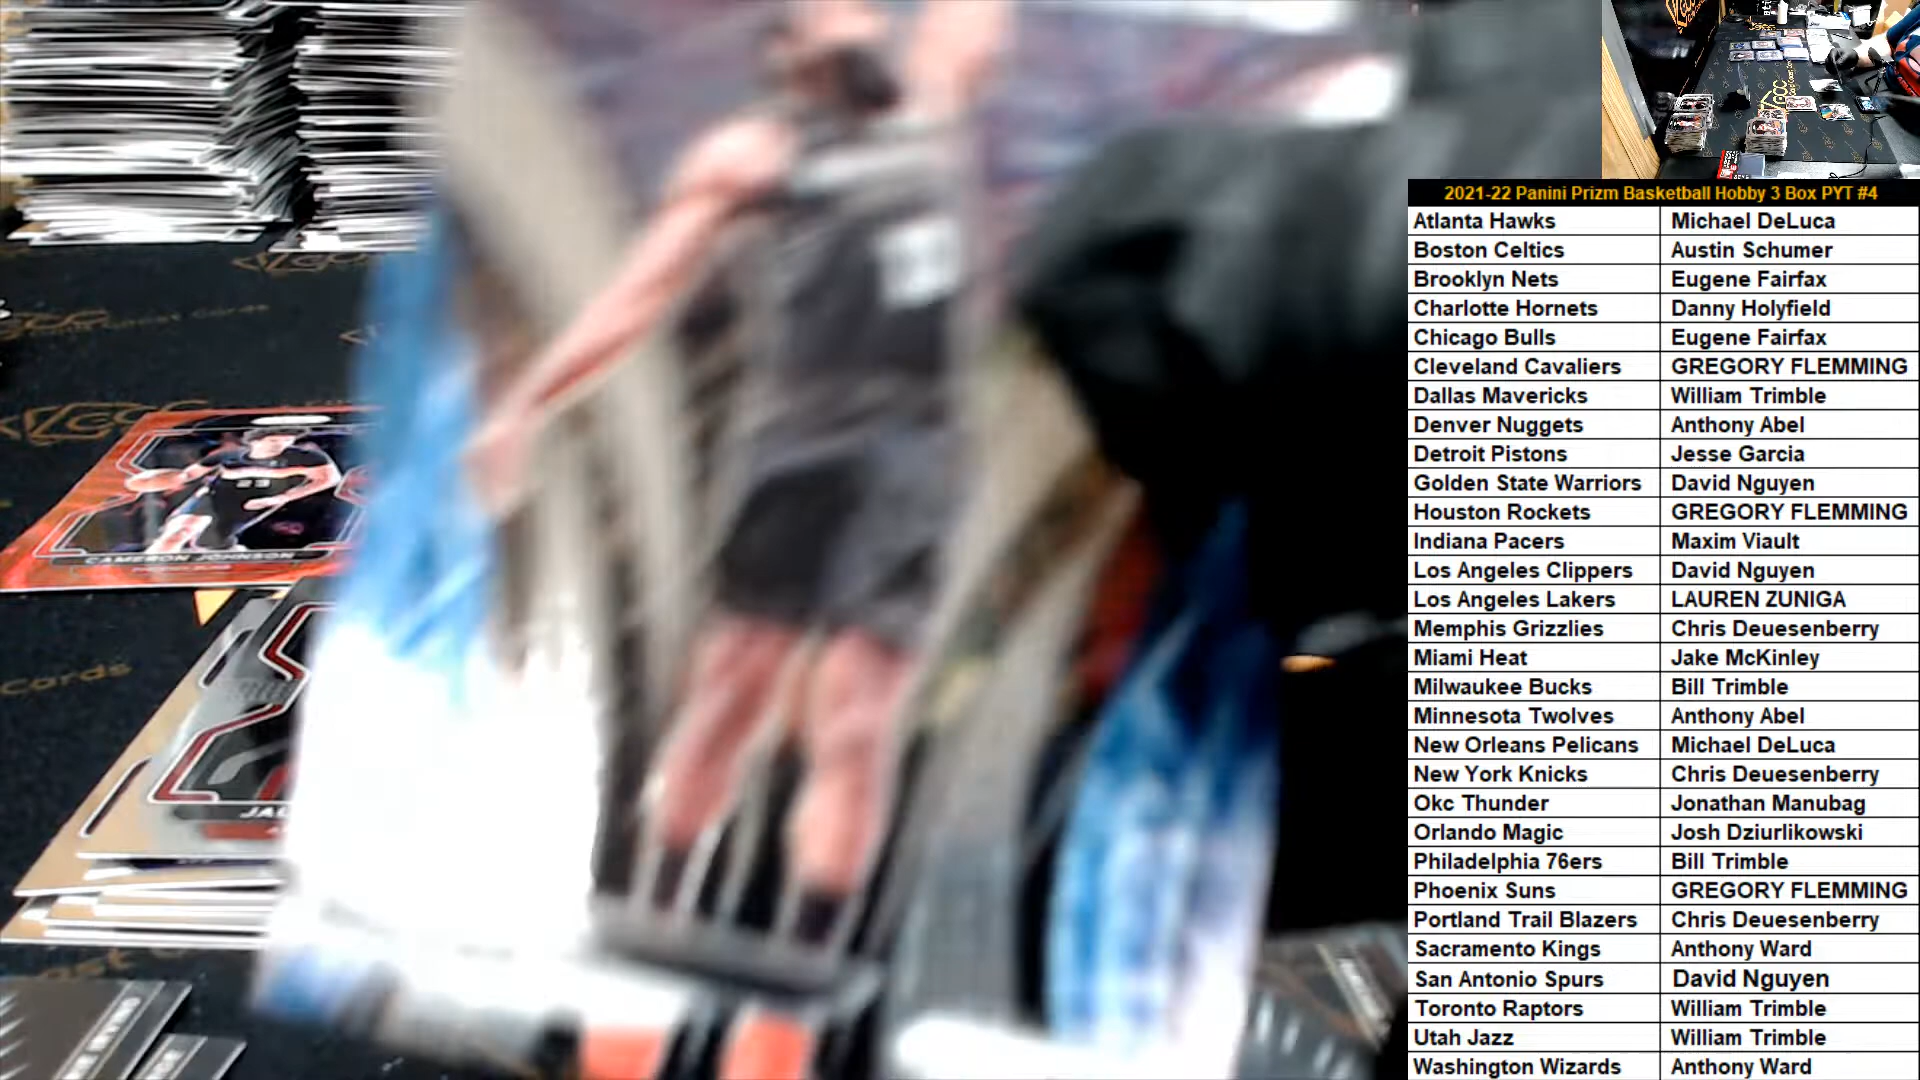 2021-22 Panini Prizm Basketball Hobby 3 Box PYT #4
Atlanta Hawks Michael DeLuca
Boston Celtics Austin Schumer
Brooklyn Nets Eugene Fairfax
Charlotte Hornets Danny Holyfield
Chicago Bulls Eugene Fairfax
Cleveland Cavaliers GREGORY FLEMMING
Dallas Mavericks William Trimble
Denver Nuggets Anthony Abel
Detroit Pistons Jesse Garcia
Golden State Warriors David Nguyen
Houston Rockets GREGORY FLEMMING
Indiana Pacers Maxim Viault
Los Angeles Clippers David Nguyen
Los Angeles Lakers LAUREN ZUNIGA
Memphis Grizzlies Chris Deuesenberry
Miami Heat Jake McKinley
Milwaukee Bucks Bill Trimble
Minnesota Twolves Anthony Abel
New Orleans Pelicans Michael DeLuca
New York Knicks Chris Deuesenberry
Okc Thunder Jonathan Manubag
Orlando Magic Josh Dziurlikowski
Philadelphia 76ers Bill Trimble
Phoenix Suns GREGORY FLEMMING
Portland Trail Blazers Chris Deuesenberry
Sacramento Kings Anthony Ward
San Antonio Spurs David Nguyen
Toronto Raptors William Trimble
Utah Jazz William Trimble
Washington Wizards Anthony Ward
GCC
23
CAMERON JOHNSON
Cards